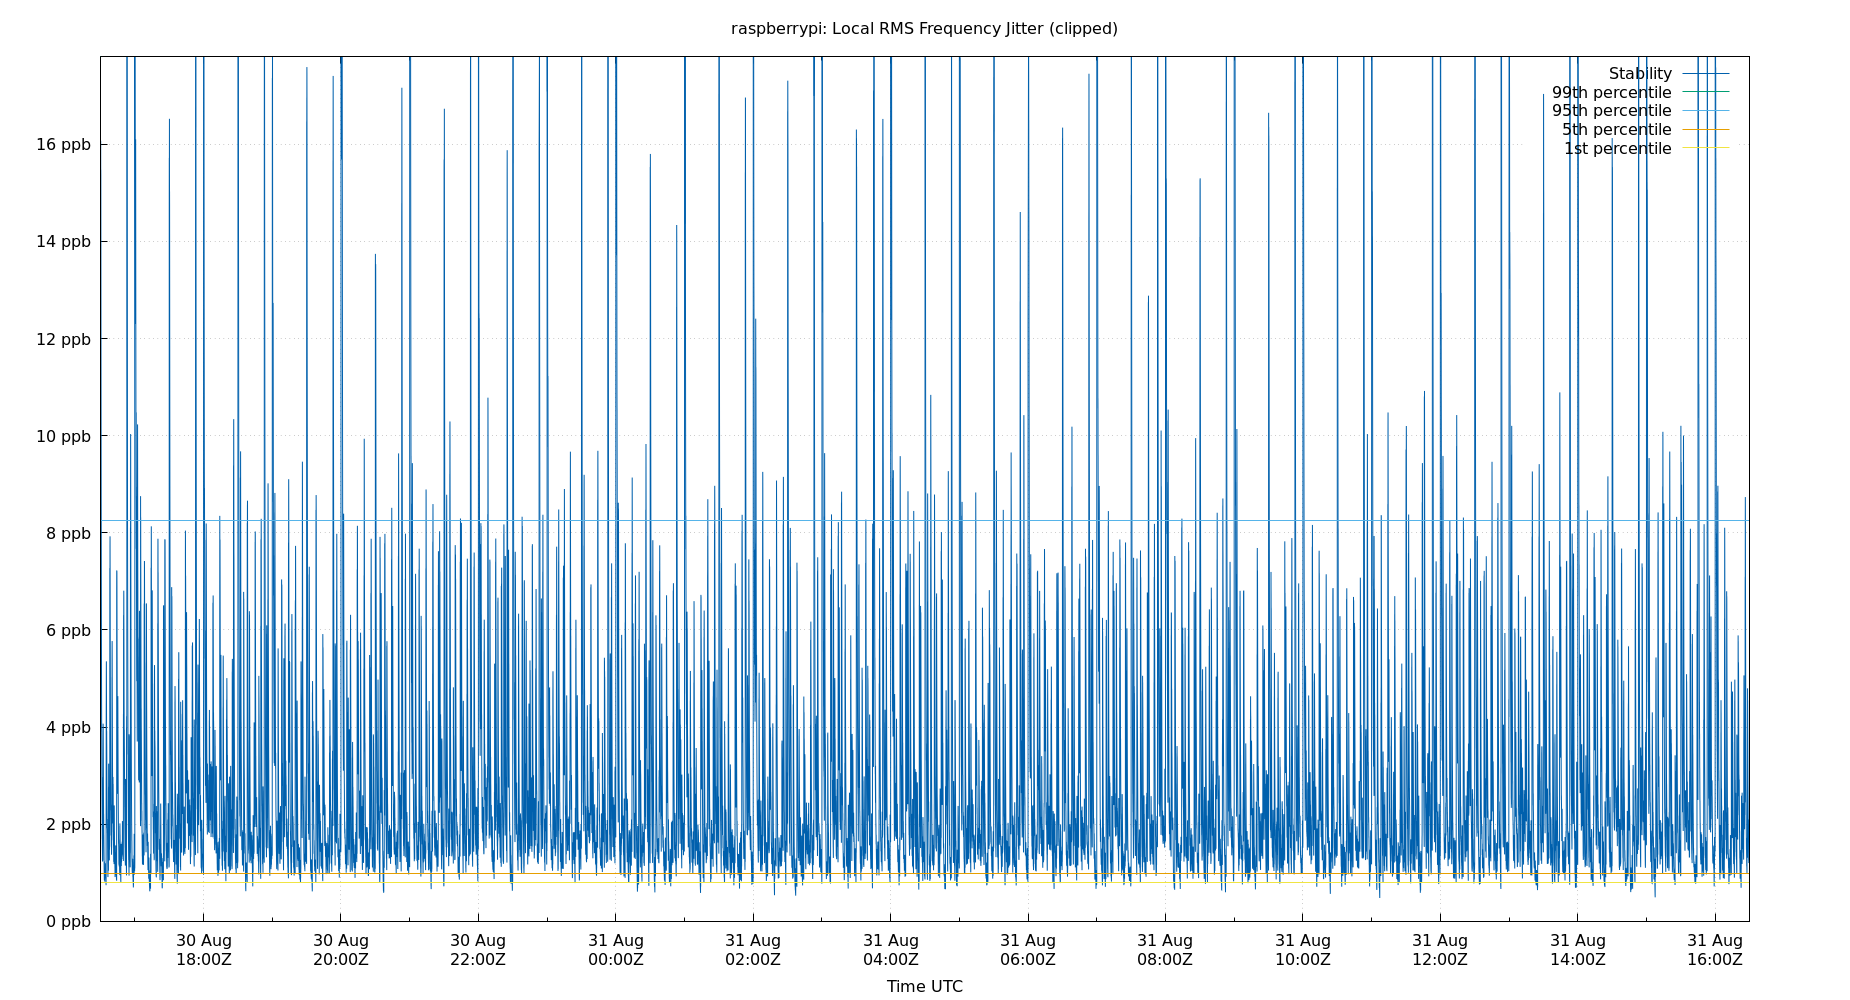 raspberrypi: Local RMS Frequency Jitter (clipped)
Stability
99th percentile
95th percentile
5th percentile
1st percentile
16 ppb
14 ppb
12 ppb
10 ppb
8 ppb
6 ppb
4 ppb
2 ppb
0 ppb
30 Aug 30 Aug 30 Aug 31 Aug 31 Aug 31 Aug 31 Aug 31 Aug 31 Aug 31 Aug 31 Aug 31 Aug
18:00Z 20:00Z 22:00Z 00:00Z 02:00Z 04:00Z 06:00Z 08:00Z 10:00Z 12:00Z 14:00Z 16:00Z
Time UTC